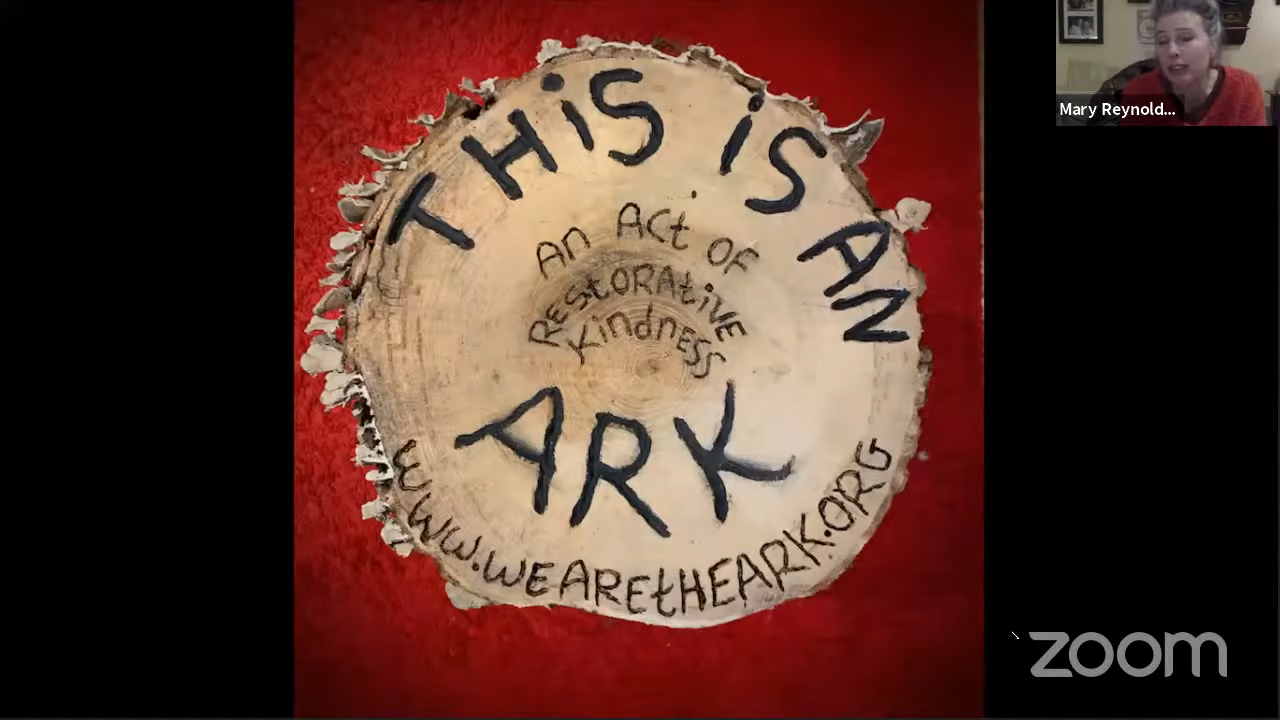 THiS iS AN
AN ACt OF
REStORAtiVE
KindnESS
ARK
WWW.WEAREtHEARK.ORG
Mary Reynold...
zoom